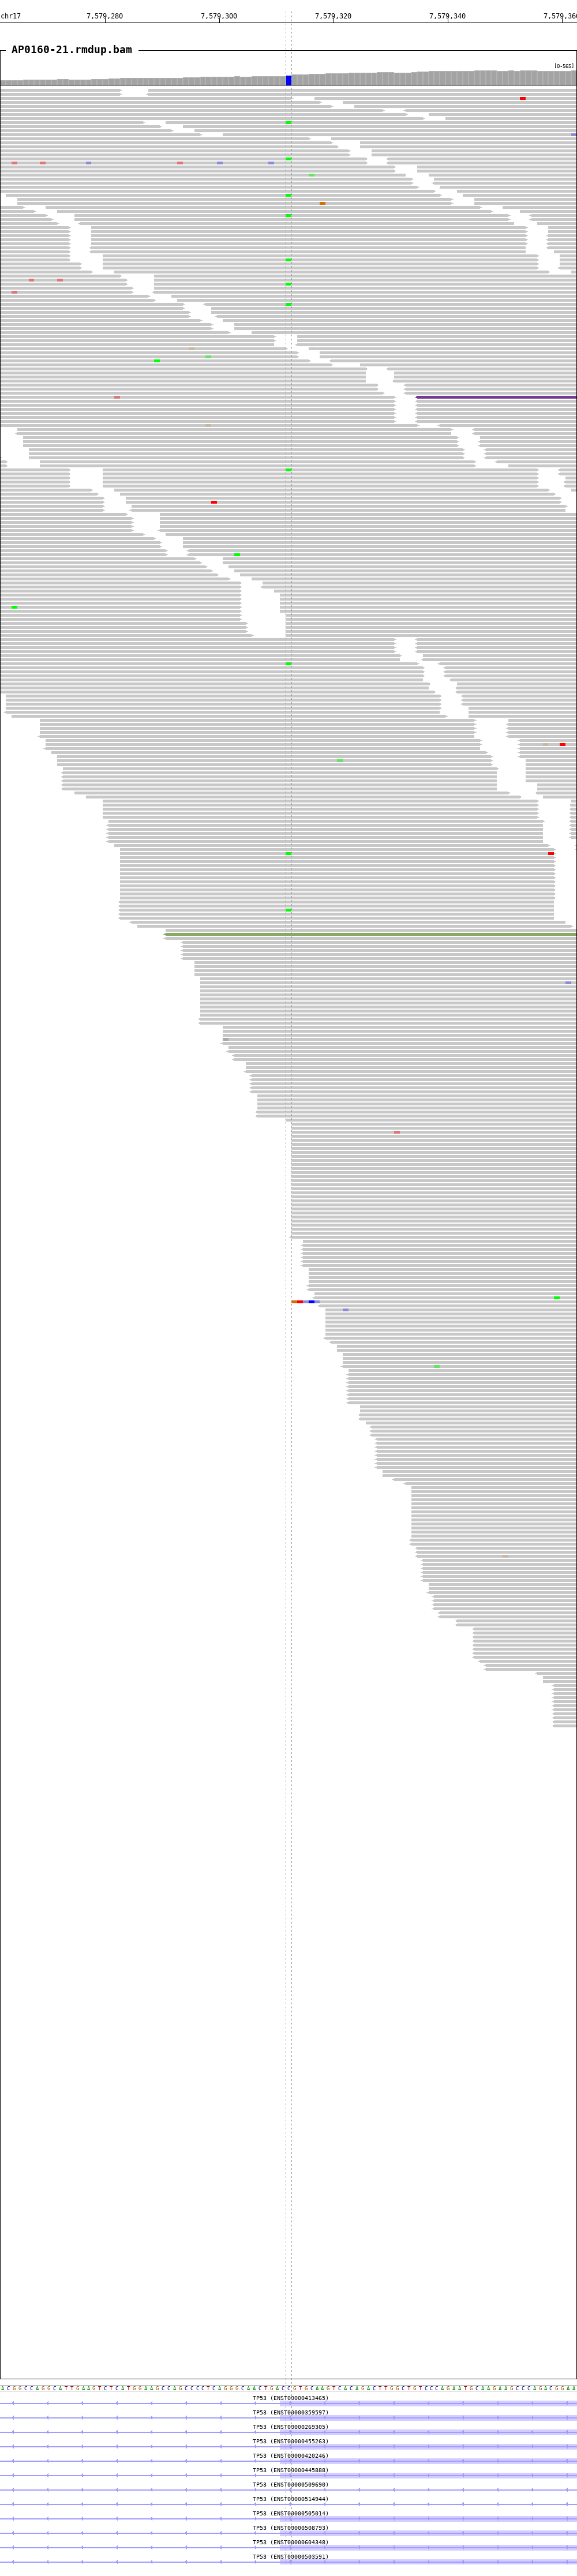 chr17 7,579,280 7,579,300 7,579,320 7,579,340 7,579,360
AP0160-21.rmdup.bam
[0-565]
ACGGCCAGGCATTGAAGTCTCATGGAAGCCAGCCCCTCAGGGCAACTGACCGTGCAAGTCACAGACTTGGCTGTCCCAGAATGCAAGAAGCCCAGACGGAA
TP53 (ENST00000413465)
TP53 (ENST00000359597)
TP53 (ENST00000269305)
TP53 (ENST00000455263)
TP53 (ENST00000420246)
TP53 (ENST00000445888)
TP53 (ENST00000509690)
TP53 (ENST00000514944)
TP53 (ENST00000505014)
TP53 (ENST00000508793)
TP53 (ENST00000604348)
TP53 (ENST00000503591)